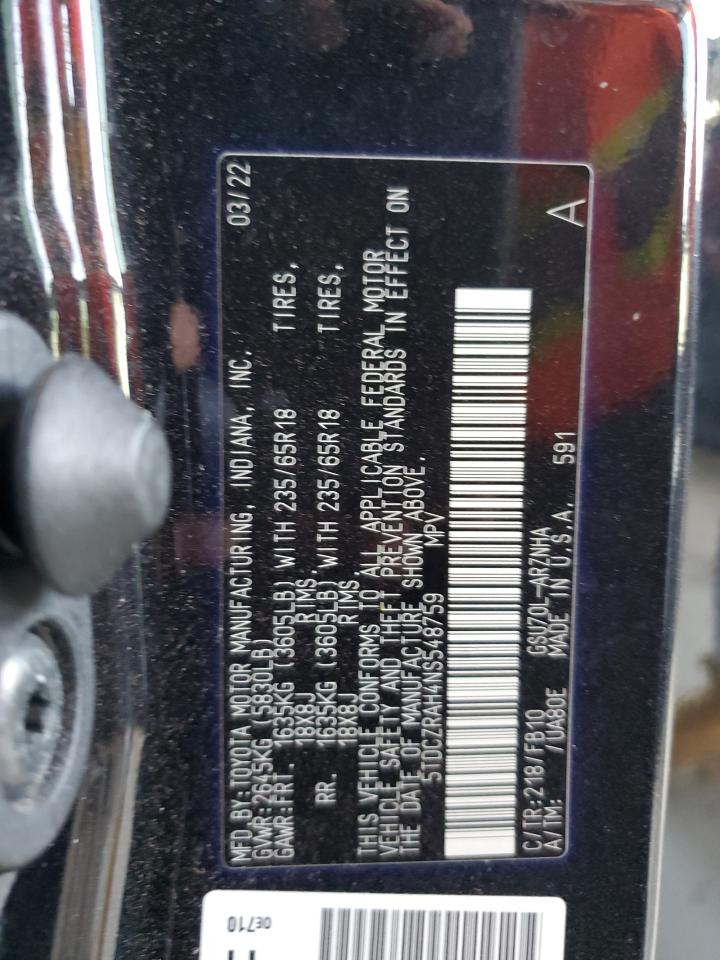 MFD BY: TOYOTA MOTOR MANUFACTURING, INDIANA, INC. 03/22
GVWR: 2645KG (5830LB)
GAWR: FRT. 1635KG (3605LB) WITH 235/65R18 TIRES,
18X8J RIMS
RR. 1635KG (3605LB) WITH 235/65R18 TIRES,
18X8J RIMS
THIS VEHICLE CONFORMS TO ALL APPLICABLE FEDERAL MOTOR
VEHICLE SAFETY AND THEFT PREVENTION STANDARDS IN EFFECT ON
THE DATE OF MANUFACTURE SHOWN ABOVE.
5TDCZRAH4NS548759 MPV
C/TR: 218/FB10 GSU70L-ARZNHA
A/TM: /UA80E MADE IN U.S.A. 591 A
0E710